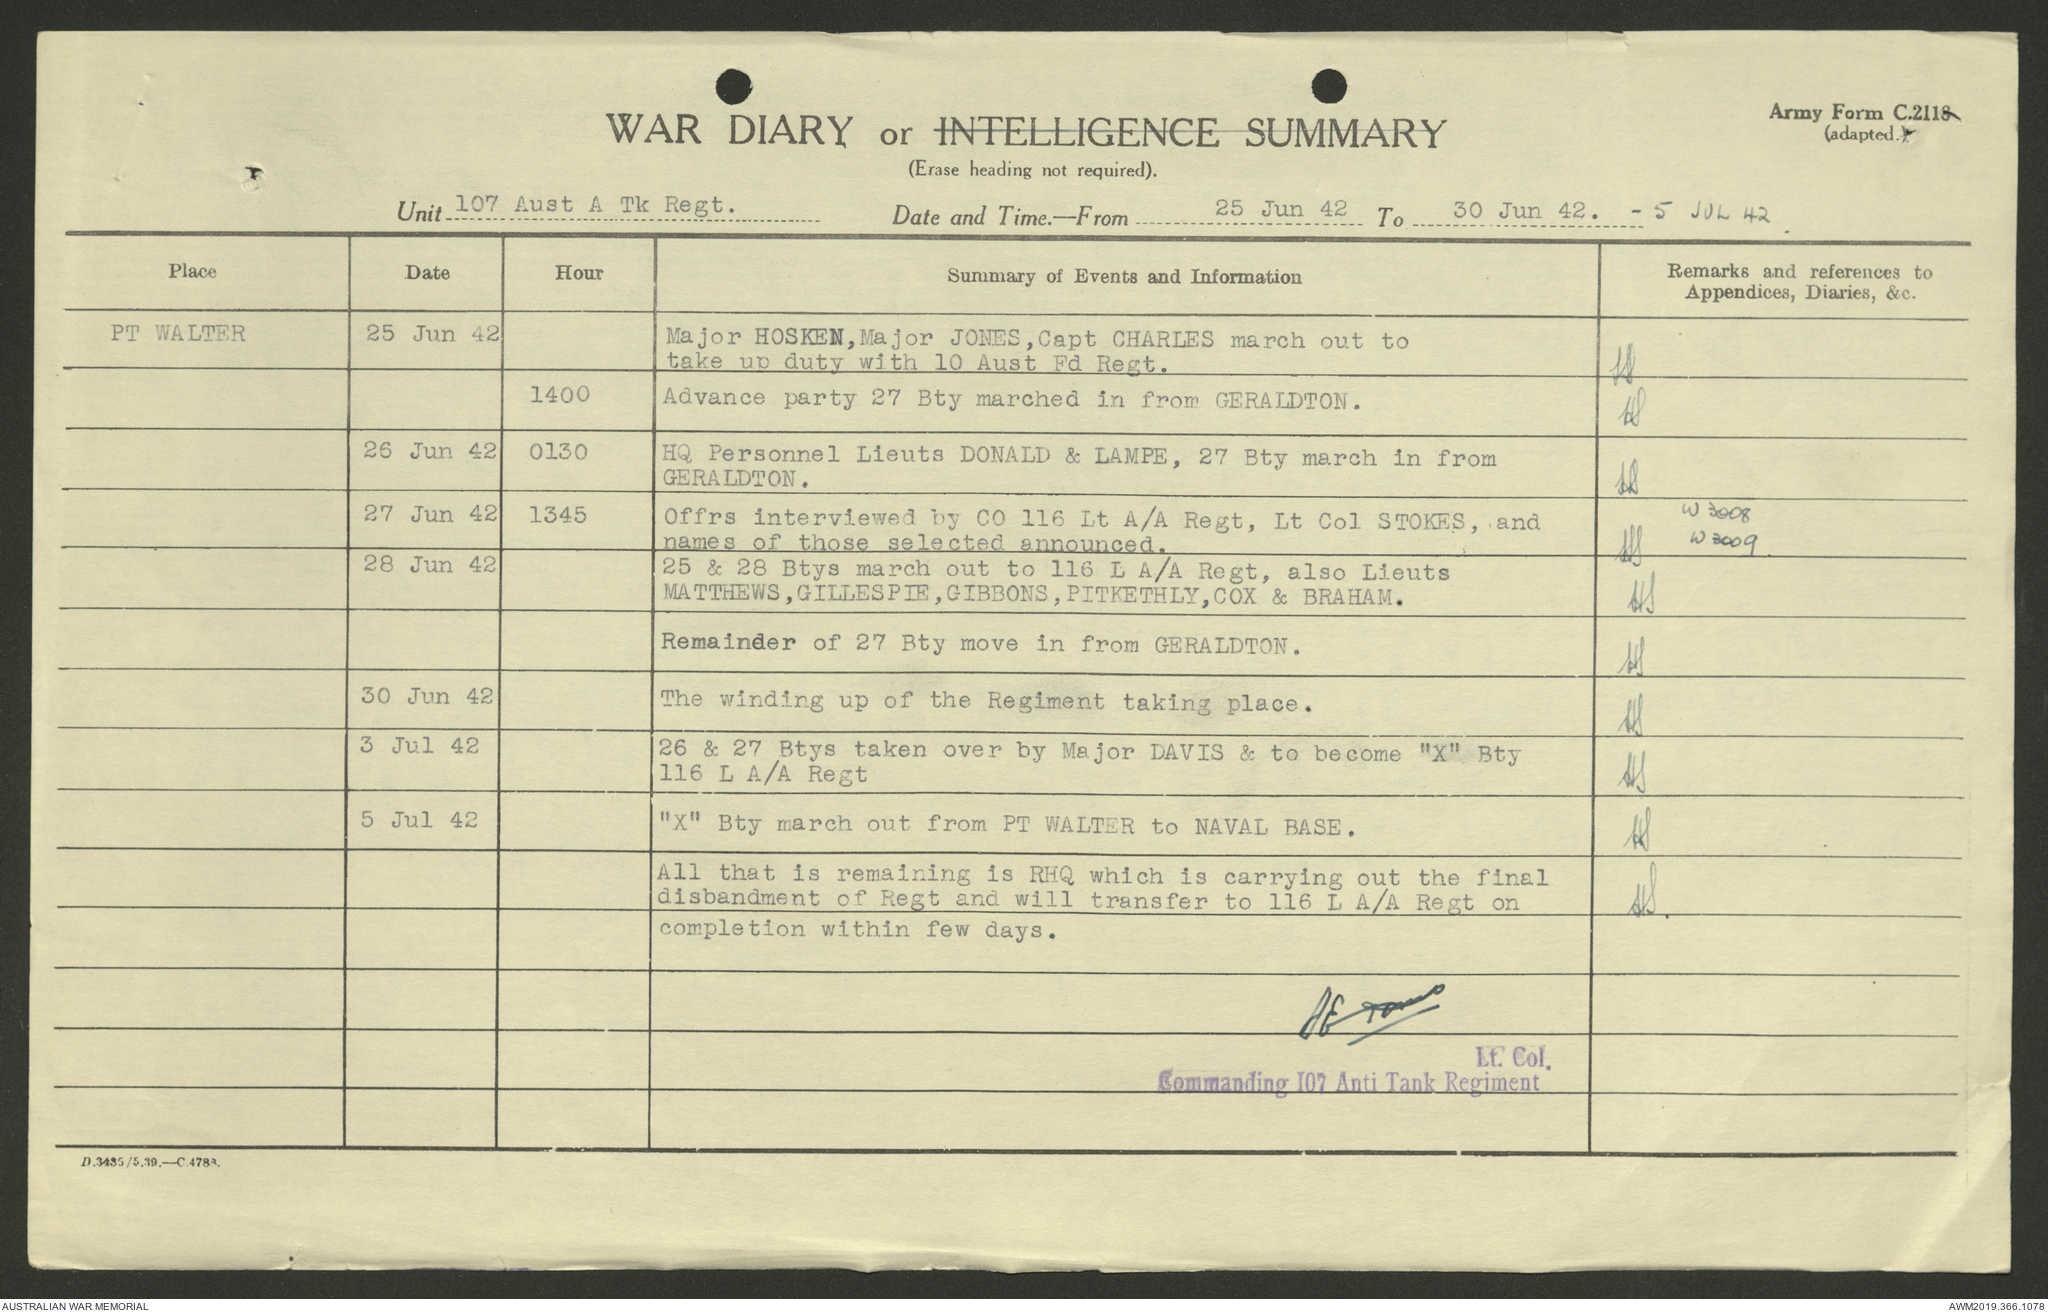 Army Form C.2118
(adapted.)
WAR DIARY or INTELLIGENCE SUMMARY
(Erase heading not required).
Unit 107 Aust A Tk Regt. Date and Time.—From 25 Jun 42 To 30 Jun 42. - 5 JUL 42
Place Date Hour Summary of Events and Information Remarks and references to
Appendices, Diaries, &c.
PT WALTER 25 Jun 42 Major HOSKEN,Major JONES,Capt CHARLES march out to
take up duty with 10 Aust Fd Regt.
1400 Advance party 27 Bty marched in from GERALDTON.
26 Jun 42 0130 HQ Personnel Lieuts DONALD & LAMPE, 27 Bty march in from
GERALDTON.
27 Jun 42 1345 Offrs interviewed by CO 116 Lt A/A Regt, Lt Col STOKES, and W 3008
names of those selected announced. W 3009
28 Jun 42 25 & 28 Btys march out to 116 L A/A Regt, also Lieuts
MATTHEWS,GILLESPIE,GIBBONS,PITKETHLY,COX & BRAHAM.
Remainder of 27 Bty move in from GERALDTON.
30 Jun 42 The winding up of the Regiment taking place.
3 Jul 42 26 & 27 Btys taken over by Major DAVIS & to become "X" Bty
116 L A/A Regt
5 Jul 42 "X" Bty march out from PT WALTER to NAVAL BASE.
All that is remaining is RHQ which is carrying out the final
disbandment of Regt and will transfer to 116 L A/A Regt on
completion within few days.
Lt. Col.
Commanding 107 Anti Tank Regiment
D.3485/5.39.—C.4788.
AUSTRALIAN WAR MEMORIAL AWM2019.366.1078